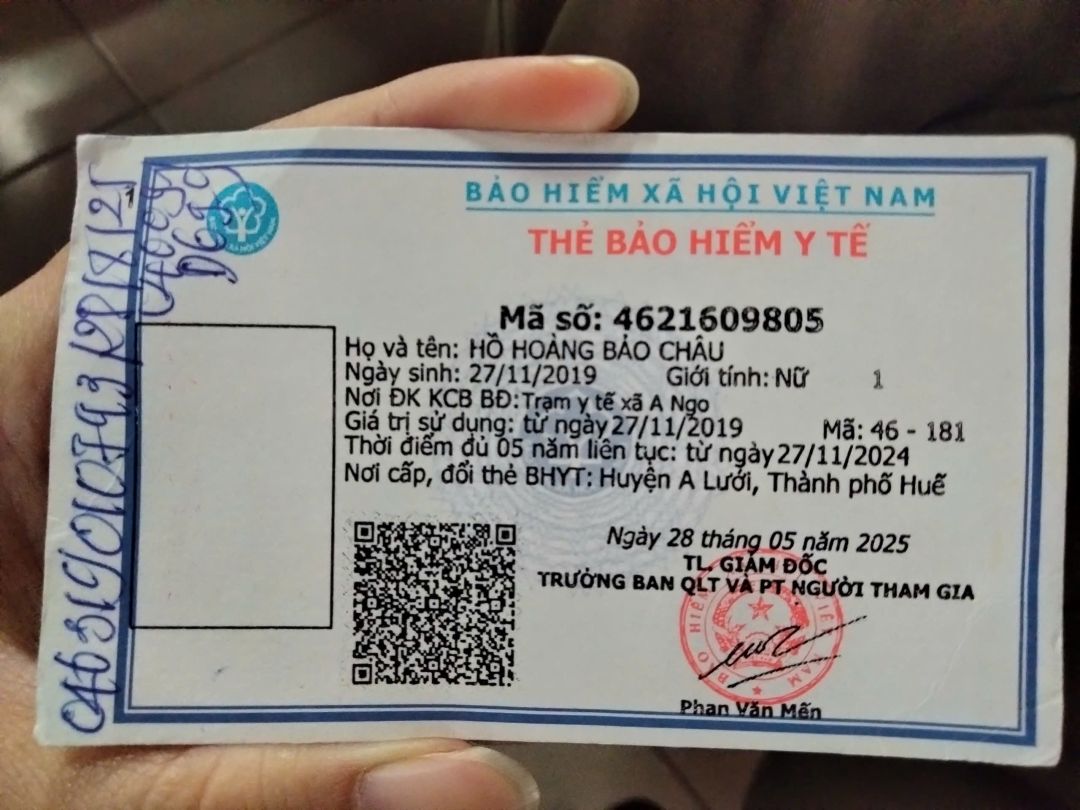 BẢO HIỂM XÃ HỘI VIỆT NAM
THẺ BẢO HIỂM Y TẾ
Mã số: 4621609805
Họ và tên: HỒ HOÀNG BẢO CHÂU
Ngày sinh: 27/11/2019 Giới tính: Nữ 1
Nơi ĐK KCB BĐ: Trạm y tế xã A Ngo
Giá trị sử dụng: từ ngày 27/11/2019 Mã: 46 - 181
Thời điểm đủ 05 năm liên tục: từ ngày 27/11/2024
Nơi cấp, đổi thẻ BHYT: Huyện A Lưới, Thành phố Huế
Ngày 28 tháng 05 năm 2025
TL. GIÁM ĐỐC
TRƯỞNG BAN QLT VÀ PT NGƯỜI THAM GIA
Phan Văn Mến
1
D699